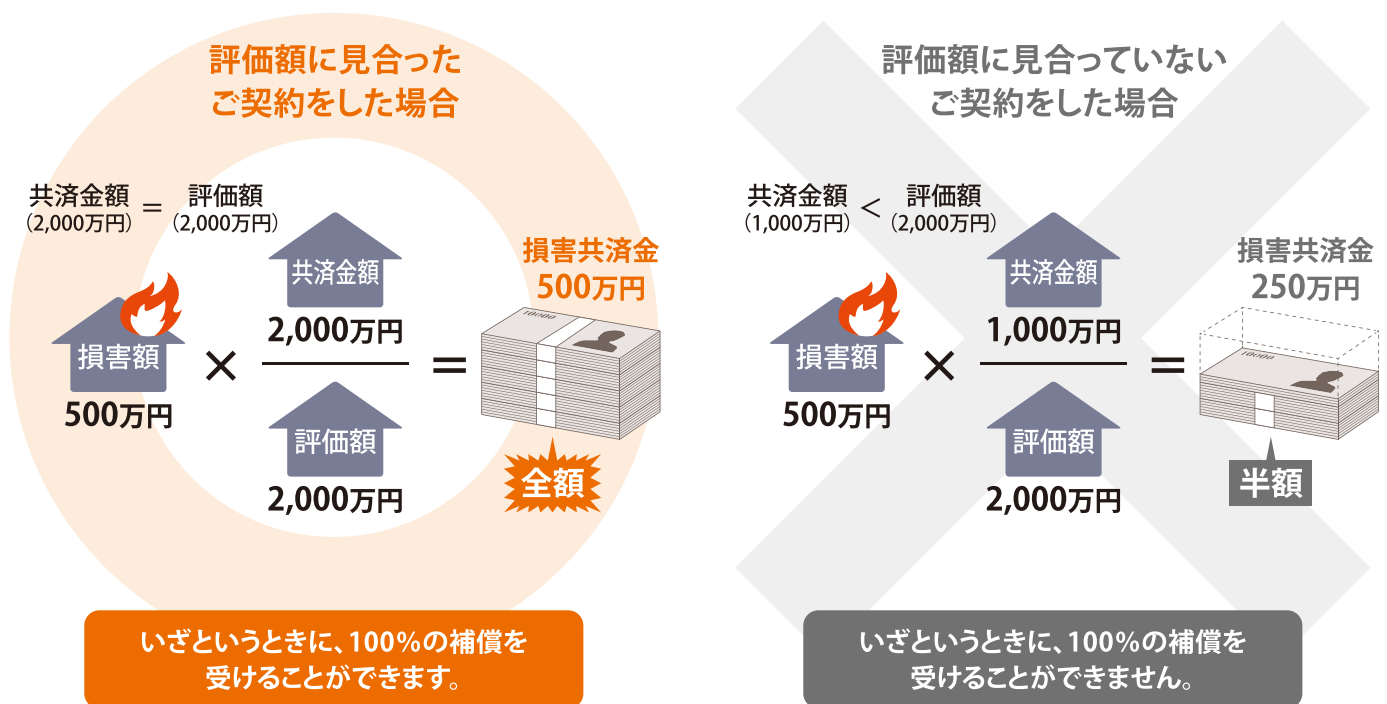 評価額に見合った
ご契約をした場合
共済金額 = 評価額
(2,000万円) (2,000万円)
共済金額
2,000万円
損害額
500万円
×
評価額
2,000万円
=
損害共済金
500万円
10000
全額
いざというときに、100%の補償を
受けることができます。
評価額に見合っていない
ご契約をした場合
共済金額 < 評価額
(1,000万円) (2,000万円)
共済金額
1,000万円
損害額
500万円
×
評価額
2,000万円
=
損害共済金
250万円
10000
半額
いざというときに、100%の補償を
受けることができません。